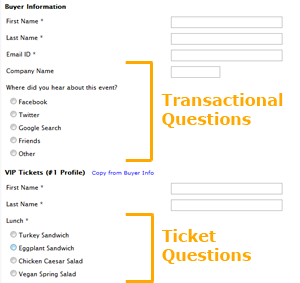 Buyer Information
First Name *
Last Name *
Email ID *
Company Name
Where did you hear about this event?
Facebook
Twitter
Google Search
Friends
Other
Transactional
Questions
VIP Tickets (#1 Profile) Copy from Buyer Info
First Name *
Last Name *
Lunch *
Turkey Sandwich
Eggplant Sandwich
Chicken Caesar Salad
Vegan Spring Salad
Ticket
Questions